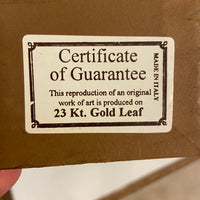 Certificate
of Guarantee
This reproduction of an original
work of art is produced on
23 Kt. Gold Leaf
MADE IN ITALY